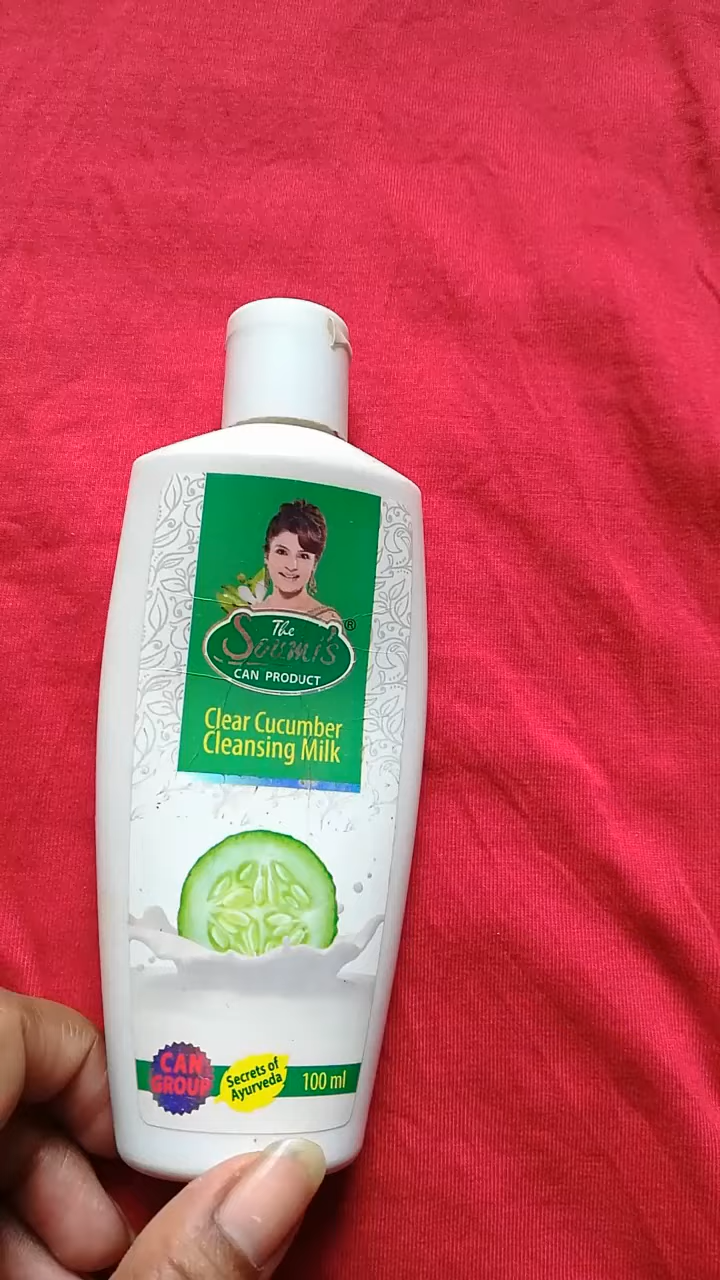 The
Soumi's®
CAN PRODUCT
Clear Cucumber
Cleansing Milk
CAN
GROUP
Secrets of
Ayurveda
100 ml